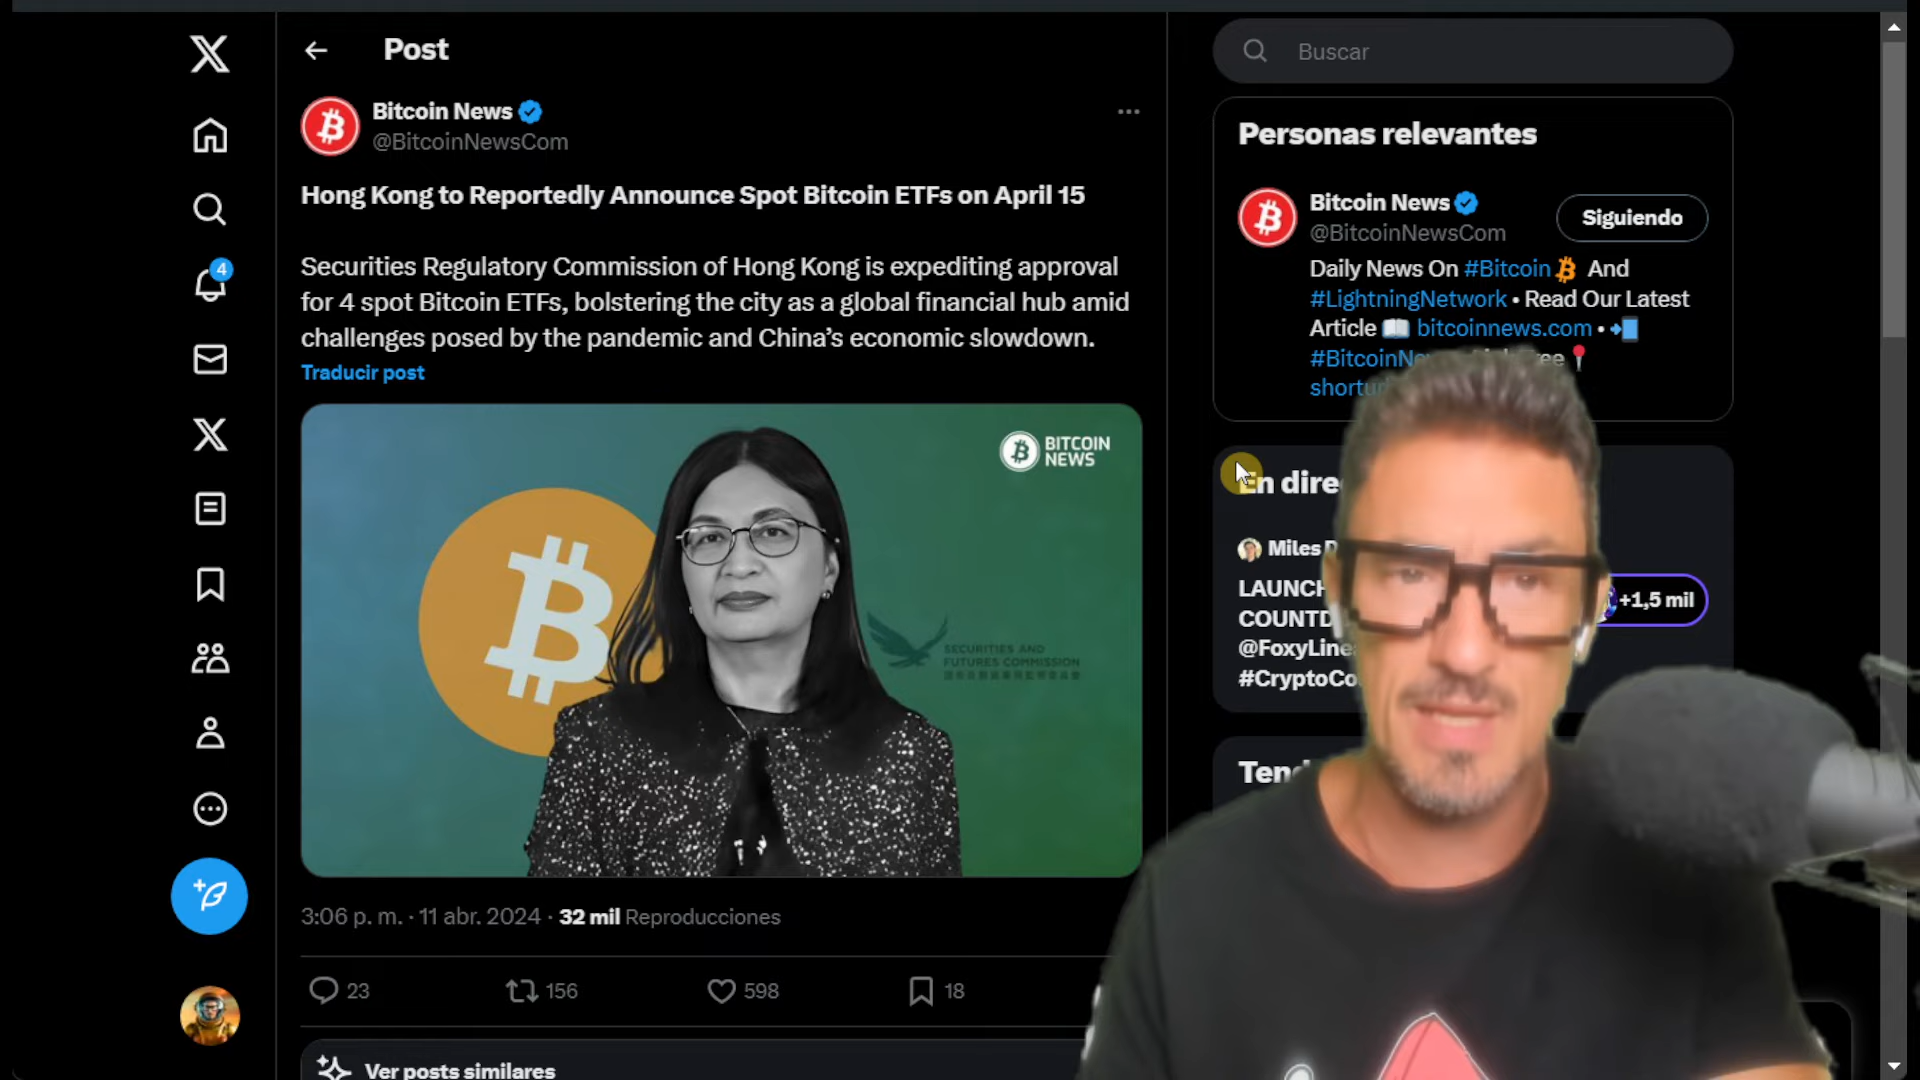 Post
Buscar
Bitcoin News
@BitcoinNewsCom
Hong Kong to Reportedly Announce Spot Bitcoin ETFs on April 15
Securities Regulatory Commission of Hong Kong is expediting approval
for 4 spot Bitcoin ETFs, bolstering the city as a global financial hub amid
challenges posed by the pandemic and China’s economic slowdown.
Traducir post
BITCOIN
NEWS
SECURITIES AND
FUTURES COMMISSION
3:06 p. m. · 11 abr. 2024 · 32 mil Reproducciones
23 156 598 18
Ver posts similares
4
Personas relevantes
Bitcoin News
Siguiendo
@BitcoinNewsCom
Daily News On #Bitcoin And
#LightningNetwork • Read Our Latest
Article bitcoinnews.com •
#BitcoinNe
shortu
En dire
Miles
LAUNCH
COUNTD
@FoxyLine
#CryptoCo
+1,5 mil
Tend